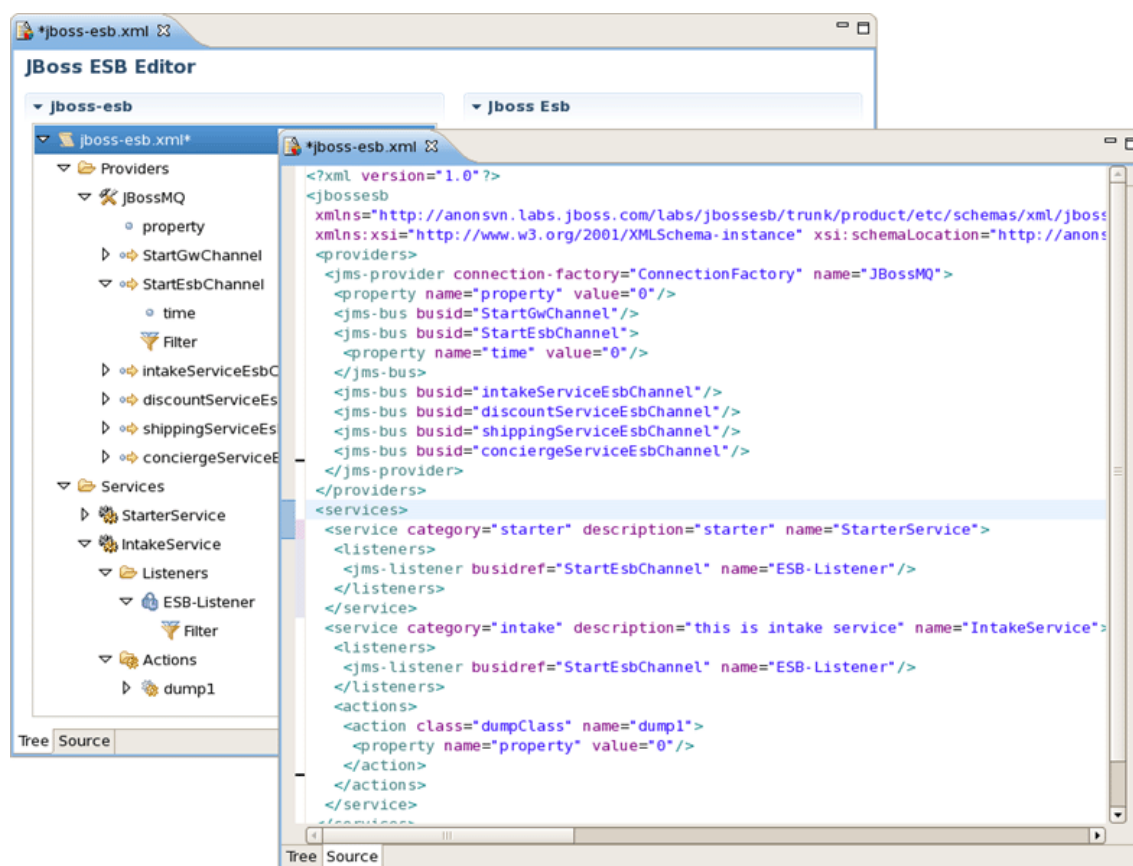 *jboss-esb.xml
JBoss ESB Editor
jboss-esb
Jboss Esb
jboss-esb.xml*
Providers
JBossMQ
property
StartGwChannel
StartEsbChannel
time
Filter
intakeServiceEsbC
discountServiceEs
shippingServiceEs
conciergeServiceE
Services
StarterService
IntakeService
Listeners
ESB-Listener
Filter
Actions
dump1
Tree Source
*jboss-esb.xml
<?xml version="1.0"?>
<jbossesb
xmlns="http://anonsvn.labs.jboss.com/labs/jbossesb/trunk/product/etc/schemas/xml/jboss
xmlns:xsi="http://www.w3.org/2001/XMLSchema-instance" xsi:schemaLocation="http://anons
<providers>
<jms-provider connection-factory="ConnectionFactory" name="JBossMQ">
<property name="property" value="0"/>
<jms-bus busid="StartGwChannel"/>
<jms-bus busid="StartEsbChannel">
<property name="time" value="0"/>
</jms-bus>
<jms-bus busid="intakeServiceEsbChannel"/>
<jms-bus busid="discountServiceEsbChannel"/>
<jms-bus busid="shippingServiceEsbChannel"/>
<jms-bus busid="conciergeServiceEsbChannel"/>
</jms-provider>
</providers>
<services>
<service category="starter" description="starter" name="StarterService">
<listeners>
<jms-listener busidref="StartEsbChannel" name="ESB-Listener"/>
</listeners>
</service>
<service category="intake" description="this is intake service" name="IntakeService">
<listeners>
<jms-listener busidref="StartEsbChannel" name="ESB-Listener"/>
</listeners>
<actions>
<action class="dumpClass" name="dump1">
<property name="property" value="0"/>
</action>
</actions>
</service>
</services>
Tree Source